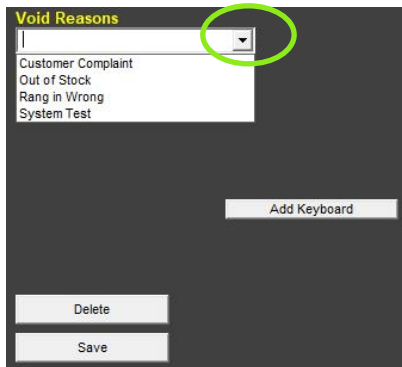 Void Reasons
Customer Complaint
Out of Stock
Rang in Wrong
System Test
Add Keyboard
Delete
Save